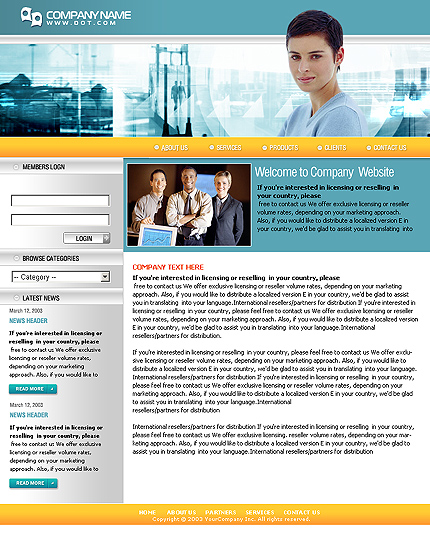 COMPANY NAME
WWW.DOT.COM
ABOUT US
SERVICES
PRODUCTS
CLIENTS
CONTACT US
MEMBERS LOGIN
LOGIN
BROWSE CATEGORIES
-- Category --
LATEST NEWS
March 12, 2003
NEWS HEADER
If you're interested in licensing or
reselling in your country, please
free to contact us We offer exclusive
licensing or reseller volume rates,
depending on your marketing approach.
Also, if you would like to
READ MORE
March 12, 2003
NEWS HEADER
If you're interested in licensing or
reselling in your country, please
free to contact us We offer exclusive
licensing or reseller volume rates,
depending on your marketing
approach. Also, if you would like to
READ MORE
Welcome to Company Website
If you're interested in licensing or reselling in
your country, please
free to contact us We offer exclusive licensing or reseller
volume rates, depending on your marketing approach.
Also, if you would like to distribute a localized version E in
your country, we'd be glad to assist you in translating into
COMPANY TEXT HERE
If you're interested in licensing or reselling in your country, please
free to contact us We offer exclusive licensing or reseller volume rates, depending on your marketing
approach. Also, if you would like to distribute a localized version E in your country, we'd be glad to assist
you in translating into your language.International resellers/partners for distribution If you're interested in
licensing or reselling in your country, please feel free to contact us We offer exclusive licensing or reseller
volume rates, depending on your marketing approach. Also, if you would like to distribute a localized version
E in your country, we'd be glad to assist you in translating into your language.International
resellers/partners for distribution.
If you're interested in licensing or reselling in your country, please feel free to contact us We offer exclu-
sive licensing or reseller volume rates, depending on your marketing approach. Also, if you would like to
distribute a localized version E in your country, we'd be glad to assist you in translating into your language.
International resellers/partners for distribution If you're interested in licensing or reselling in your country,
please feel free to contact us We offer exclusive licensing or reseller volume rates, depending on your
marketing approach. Also, if you would like to distribute a localized version E in your country, we'd be glad
to assist you in translating into your language.International
resellers/partners for distribution
International resellers/partners for distribution If you're interested in licensing or reselling in your country,
please feel free to contact us We offer exclusive licensing. reseller volume rates, depending on your mar-
keting approach. Also, if you would like to distribute a localized version E in your country, we'd be glad to
assist you in translating into your language.International resellers/partners for distribution
HOME ABOUT US PARTNERS SERVICES CONTACT US
Copyright © 2003 YourCompany Inc. All rights reserved.